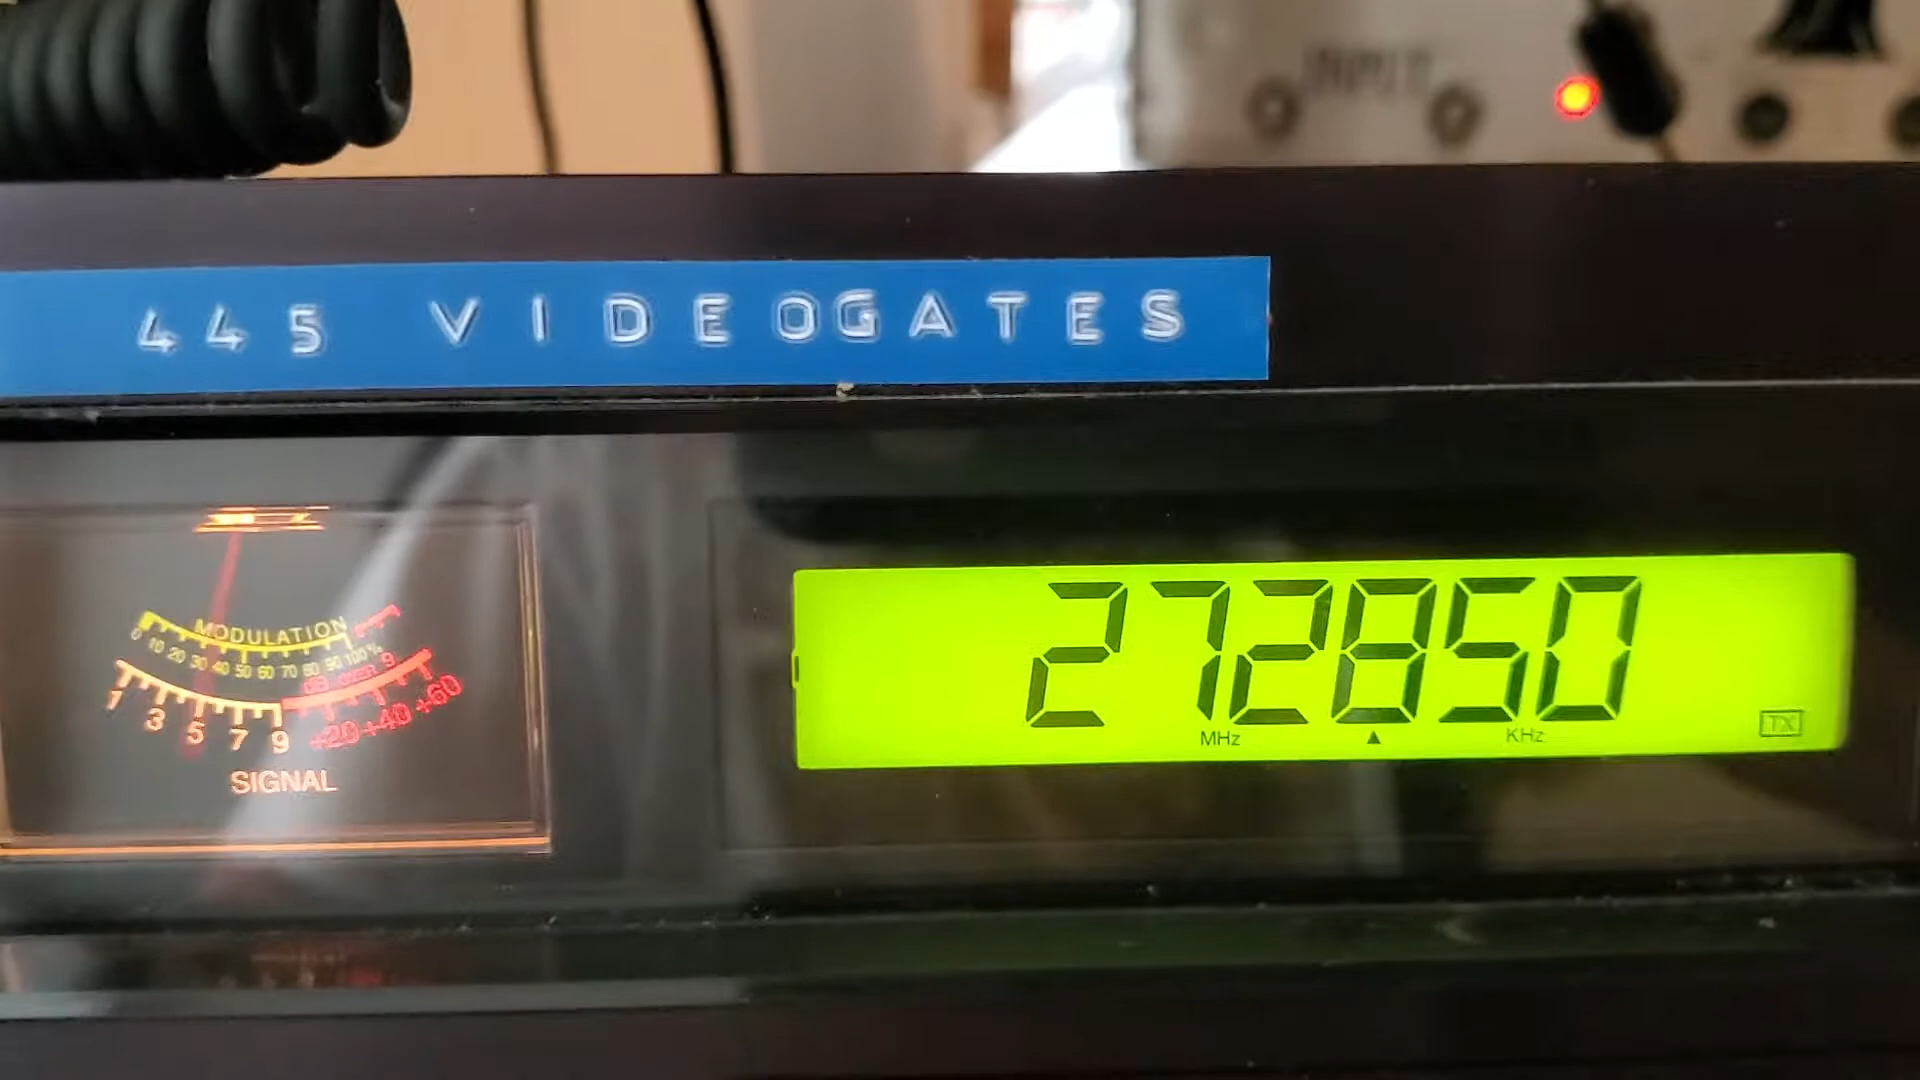 INPUT
445 VIDEOGATES
MODULATION
0 10 20 30 40 50 60 70 80 90 100%
dB OVER 9
1 3 5 7 9 +20 +40 +60
SIGNAL
272850
MHz ▲ KHz
TX